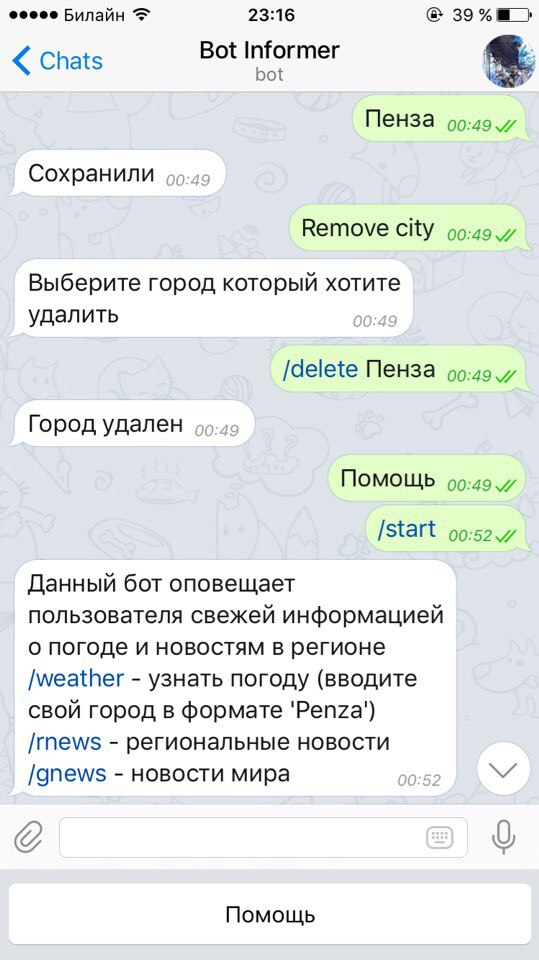 Билайн 23:16 39 %
Chats Bot Informer
bot
Пенза 00:49
Сохранили 00:49
Remove city 00:49
Выберите город который хотите
удалить 00:49
/delete Пенза 00:49
Город удален 00:49
Помощь 00:49
/start 00:52
Данный бот оповещает
пользователя свежей информацией
о погоде и новостям в регионе
/weather - узнать погоду (вводите
свой город в формате 'Penza')
/rnews - региональные новости
/gnews - новости мира 00:52
Помощь